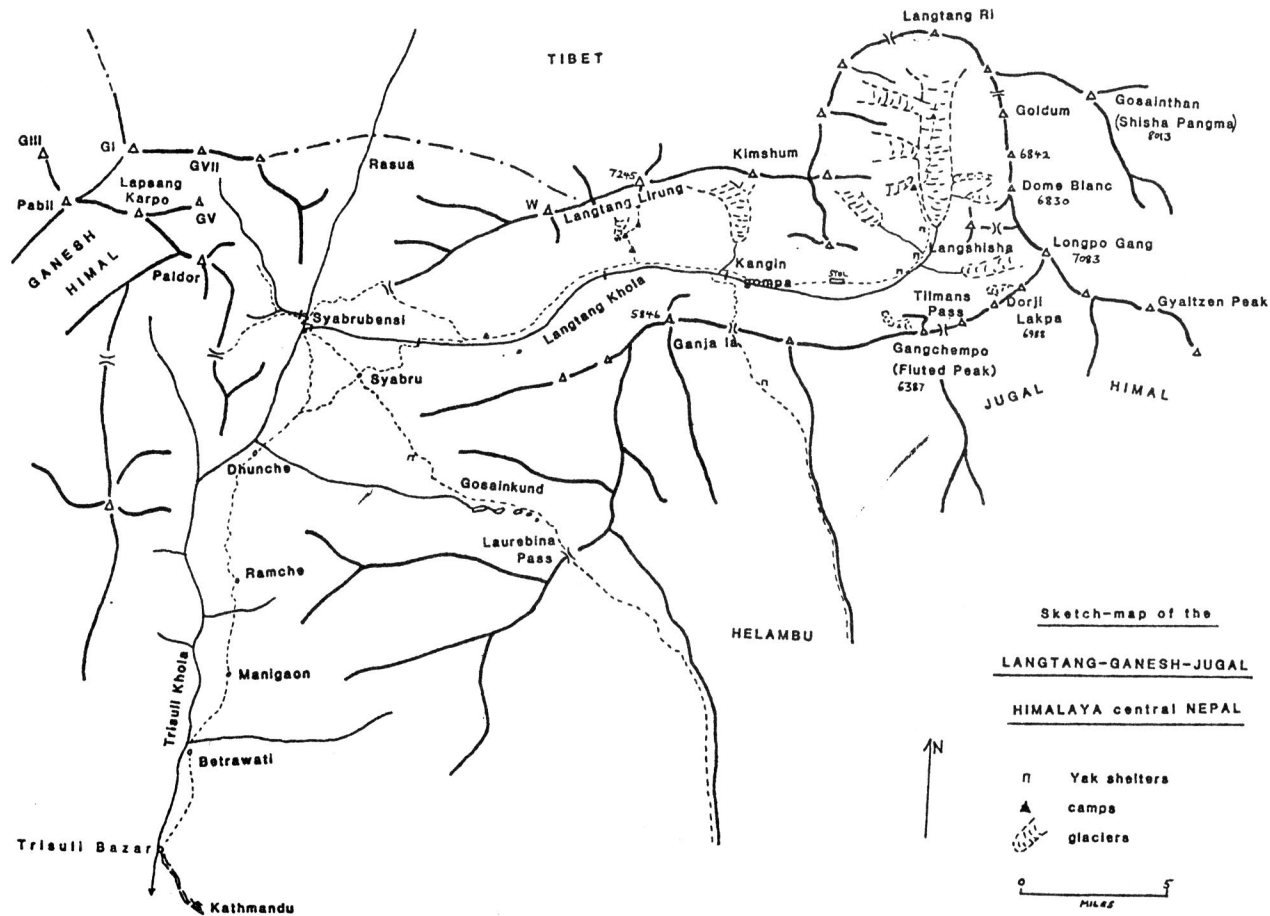 Langtang Ri
TIBET
Gosainthan
(Shisha Pangma)
8013
Goldum
GIII
GI
GVII
Rasua
Kimshum
6842
7245
Lapsang
Karpo
Pabil
GV
W
Langtang Lirung
Dome Blanc
6830
GANESH
HIMAL
Paldor
Langshisha
Longpo Gang
7083
Kangin
gompa
STOL
Syabrubensi
Langtang Khola
Tilmans
Pass
Dorji
Lakpa
6988
Gyaltzen Peak
5846
Ganja la
Gangchempo
(Fluted Peak)
6387
Syabru
JUGAL
HIMAL
Dhunche
Gosainkund
Laurebina
Pass
Ramche
HELAMBU
Manigaon
Trisuli Khola
Betrawati
Trisuli Bazar
Kathmandu
Sketch-map of the
LANGTANG-GANESH-JUGAL
HIMALAYA central NEPAL
N
Yak shelters
camps
glaciers
0 5
MILES